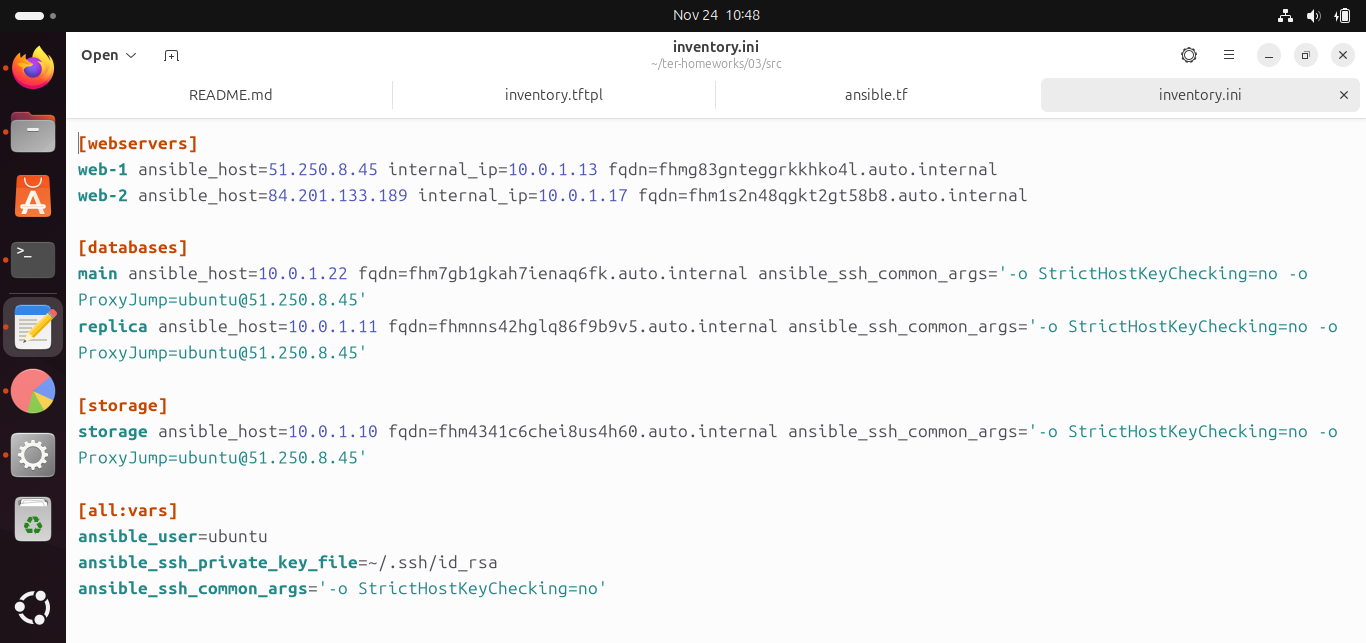 Nov 24 10:48
Open
inventory.ini
~/ter-homeworks/03/src
README.md
inventory.tftpl
ansible.tf
inventory.ini
[webservers]
web-1 ansible_host=51.250.8.45 internal_ip=10.0.1.13 fqdn=fhmg83gnteggrkkhko4l.auto.internal
web-2 ansible_host=84.201.133.189 internal_ip=10.0.1.17 fqdn=fhm1s2n48qgkt2gt58b8.auto.internal
[databases]
main ansible_host=10.0.1.22 fqdn=fhm7gb1gkah7ienaq6fk.auto.internal ansible_ssh_common_args='-o StrictHostKeyChecking=no -o
ProxyJump=ubuntu@51.250.8.45'
replica ansible_host=10.0.1.11 fqdn=fhmnns42hglq86f9b9v5.auto.internal ansible_ssh_common_args='-o StrictHostKeyChecking=no -o
ProxyJump=ubuntu@51.250.8.45'
[storage]
storage ansible_host=10.0.1.10 fqdn=fhm4341c6chei8us4h60.auto.internal ansible_ssh_common_args='-o StrictHostKeyChecking=no -o
ProxyJump=ubuntu@51.250.8.45'
[all:vars]
ansible_user=ubuntu
ansible_ssh_private_key_file=~/.ssh/id_rsa
ansible_ssh_common_args='-o StrictHostKeyChecking=no'